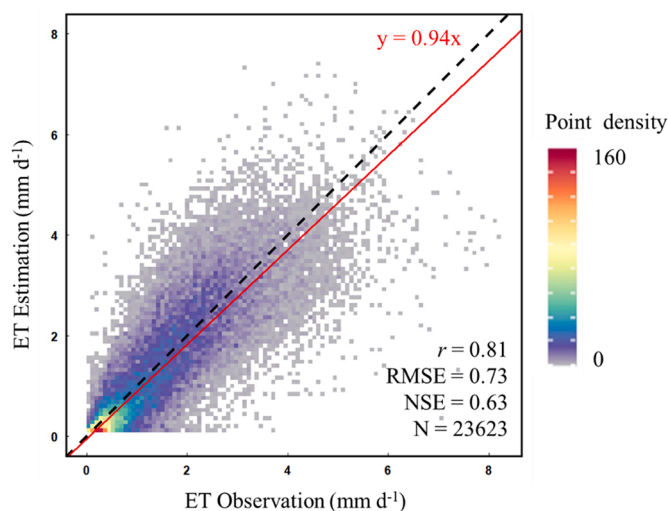 y = 0.94x
ET Estimation (mm d⁻¹)
6
4
2
0
r = 0.81
RMSE = 0.73
NSE = 0.63
N = 23623
0
2
4
6
8
ET Observation (mm d⁻¹)
Point density
160
0